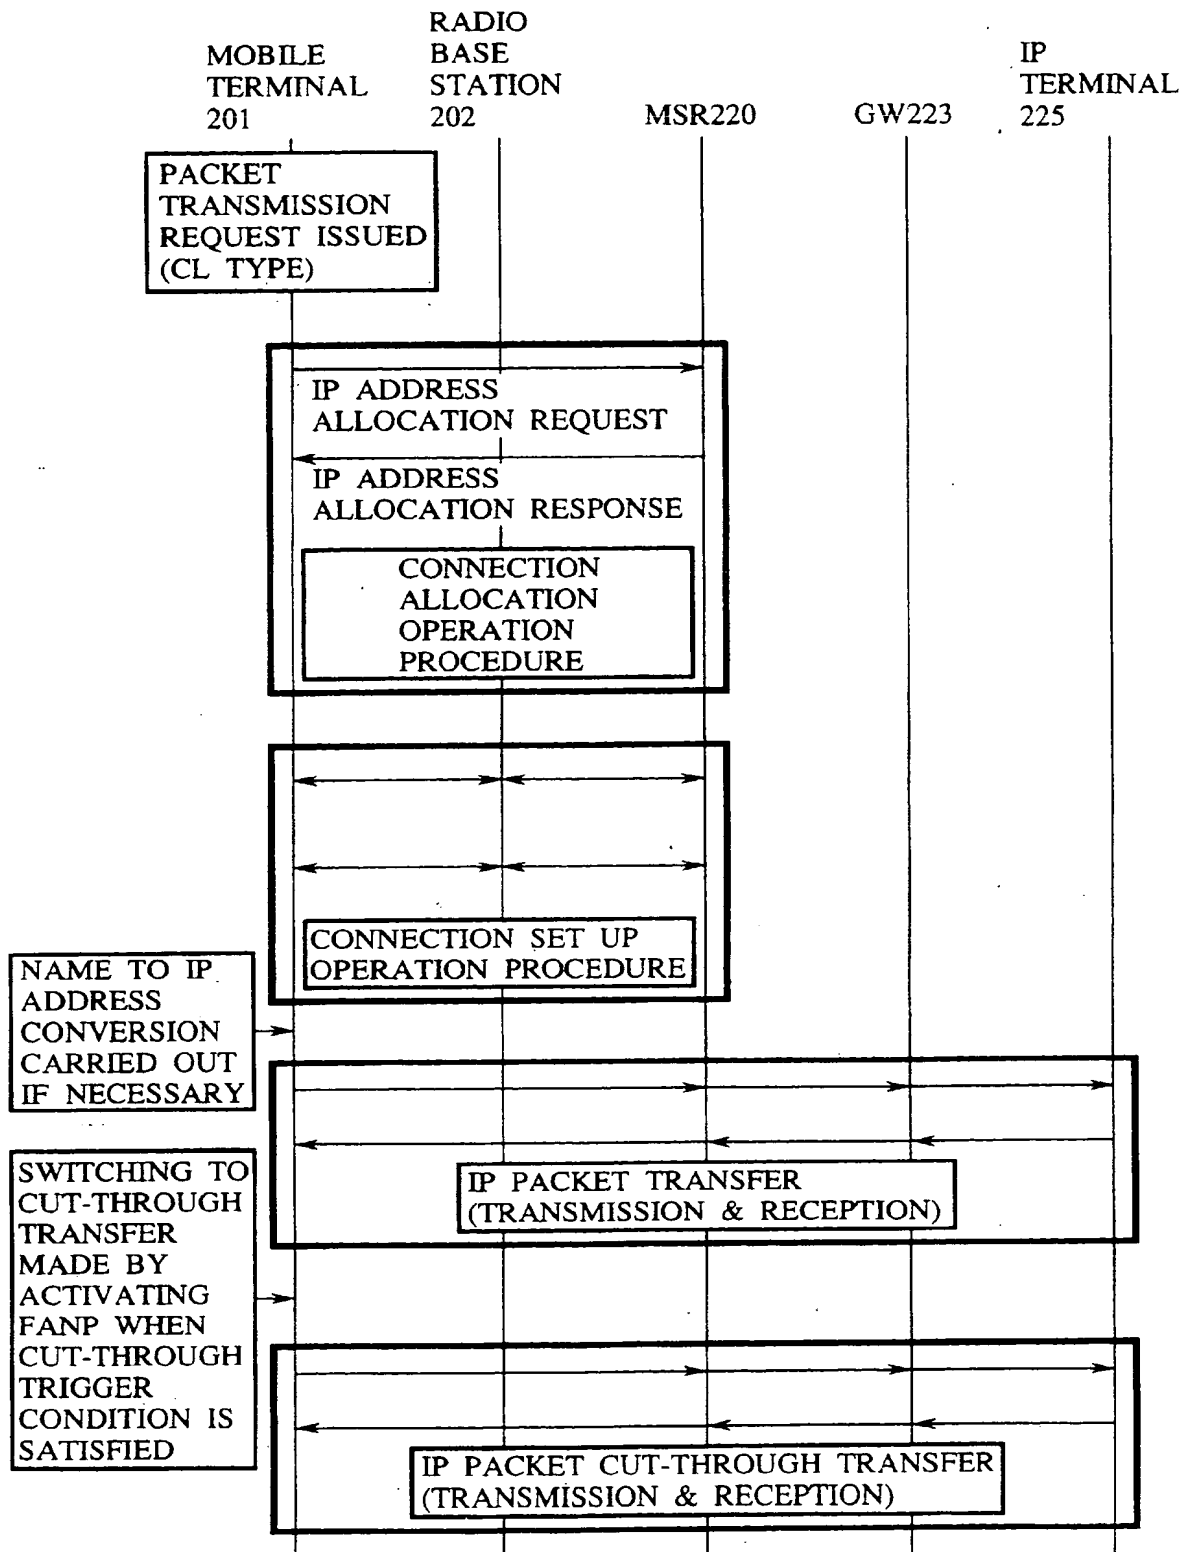 MOBILE
TERMINAL
201
RADIO
BASE
STATION
202
MSR220
GW223
IP
TERMINAL
225
PACKET
TRANSMISSION
REQUEST ISSUED
(CL TYPE)
IP ADDRESS
ALLOCATION REQUEST
IP ADDRESS
ALLOCATION RESPONSE
CONNECTION
ALLOCATION
OPERATION
PROCEDURE
CONNECTION SET UP
OPERATION PROCEDURE
NAME TO IP
ADDRESS
CONVERSION
CARRIED OUT
IF NECESSARY
IP PACKET TRANSFER
(TRANSMISSION & RECEPTION)
SWITCHING TO
CUT-THROUGH
TRANSFER
MADE BY
ACTIVATING
FANP WHEN
CUT-THROUGH
TRIGGER
CONDITION IS
SATISFIED
IP PACKET CUT-THROUGH TRANSFER
(TRANSMISSION & RECEPTION)